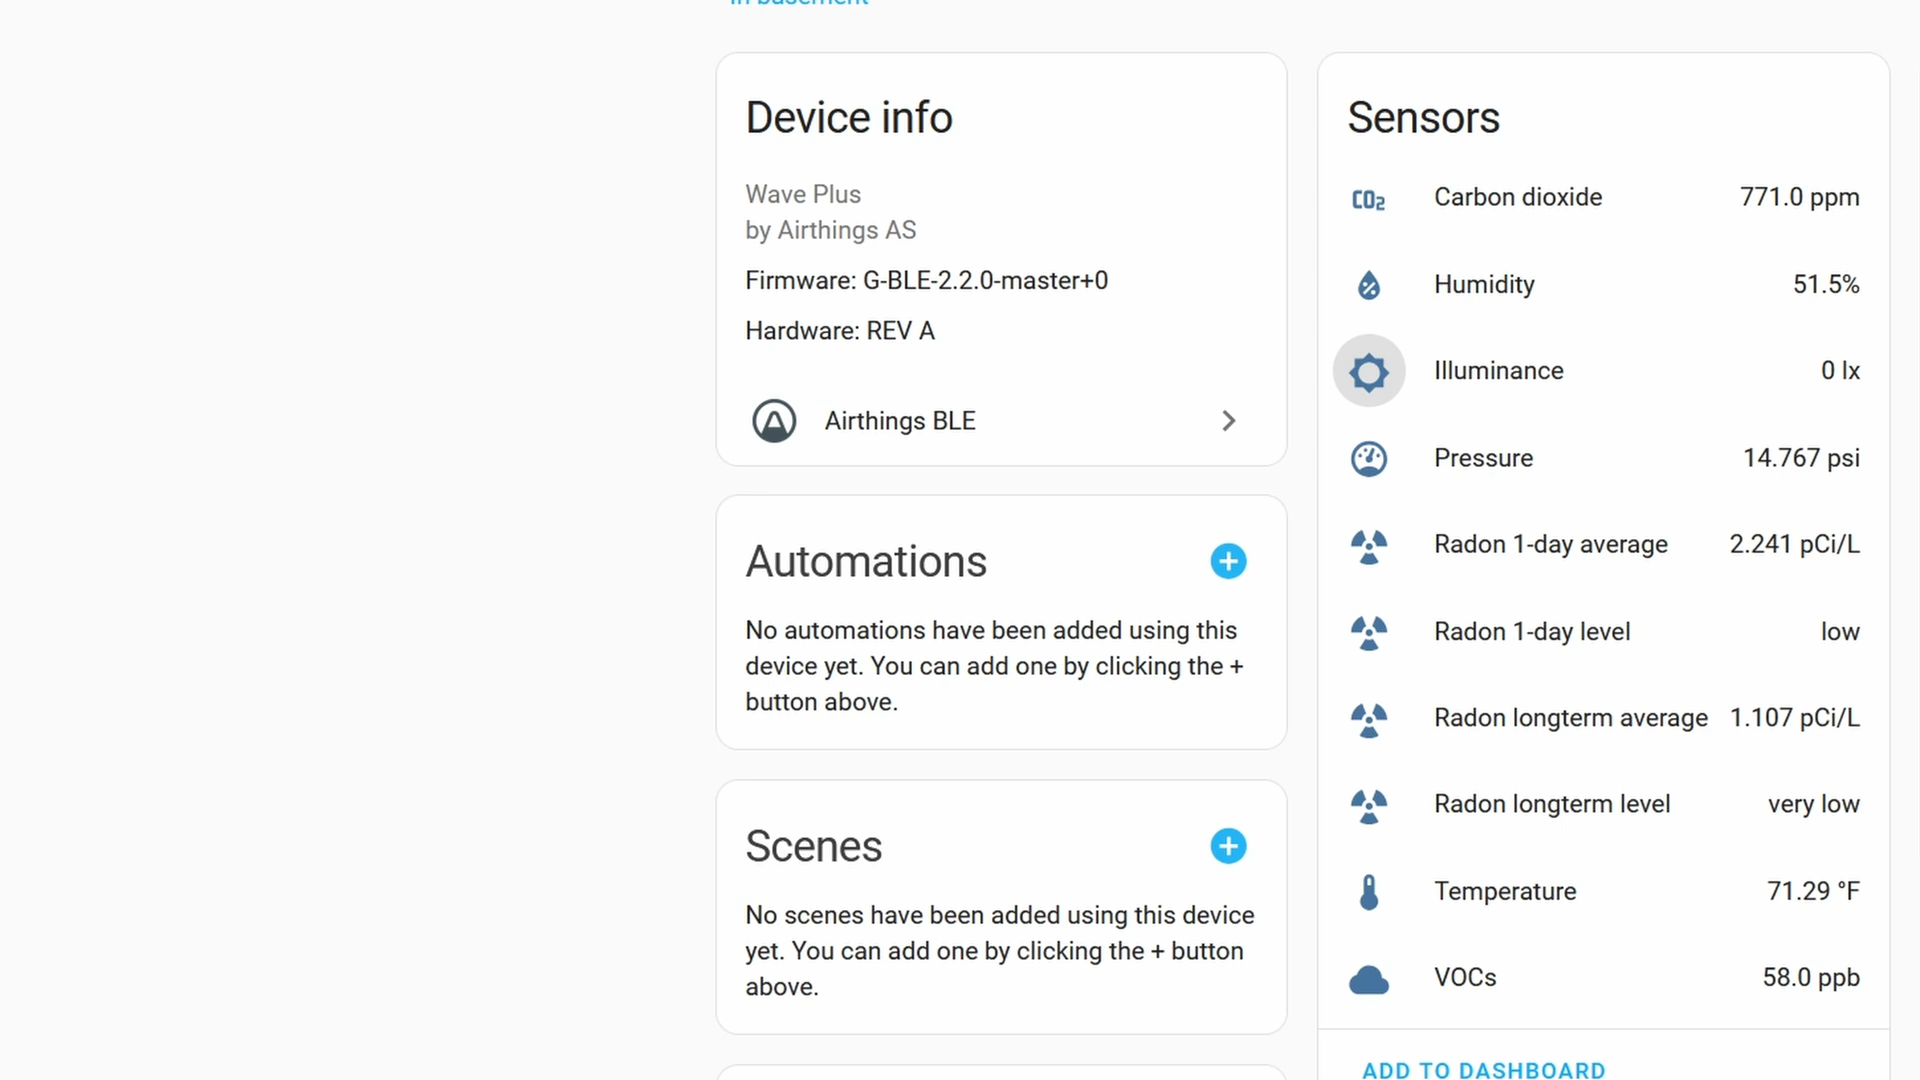 In basement
Device info
Wave Plus
by Airthings AS
Firmware: G-BLE-2.2.0-master+0
Hardware: REV A
Airthings BLE
Automations
No automations have been added using this
device yet. You can add one by clicking the +
button above.
Scenes
No scenes have been added using this device
yet. You can add one by clicking the + button
above.
Sensors
CO2 Carbon dioxide 771.0 ppm
Humidity 51.5%
Illuminance 0 lx
Pressure 14.767 psi
Radon 1-day average 2.241 pCi/L
Radon 1-day level low
Radon longterm average 1.107 pCi/L
Radon longterm level very low
Temperature 71.29 °F
VOCs 58.0 ppb
ADD TO DASHBOARD